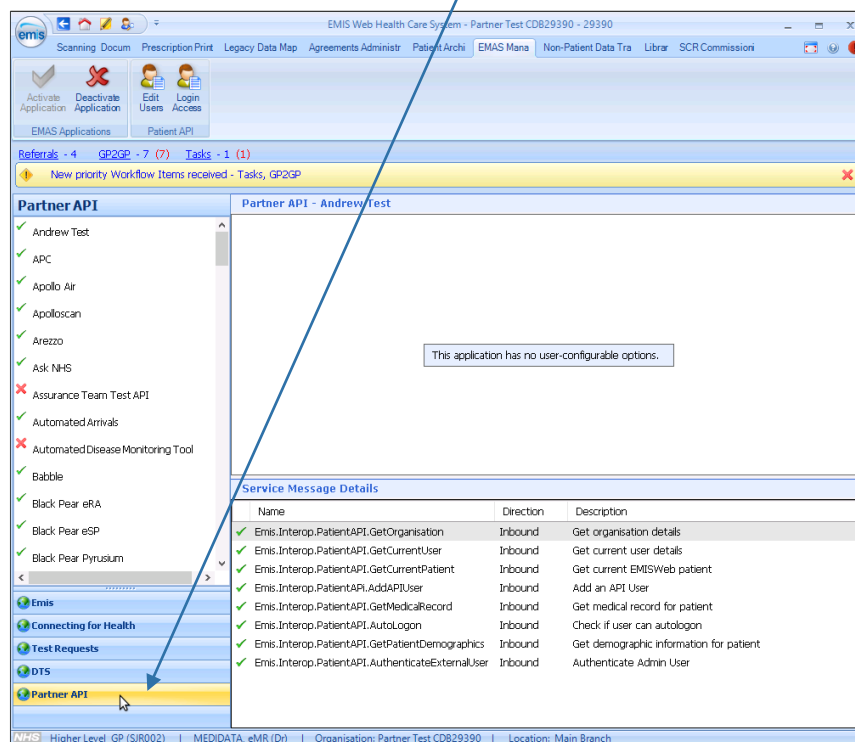 emis
EMIS Web Health Care System - Partner Test CDB29390 - 29390
Scanning Docum Prescription Print Legacy Data Map Agreements Administr Patient Archi EMAS Mana Non-Patient Data Tra Librar SCR Commissioni
Activate Application
Deactivate Application
Edit Users
Login Access
EMAS Applications
Patient API
Referrals - 4 GP2GP - 7 (7) Tasks - 1 (1)
New priority Workflow Items received - Tasks, GP2GP
Partner API
Andrew Test
APC
Apollo Air
Apolloscan
Arezzo
Ask NHS
Assurance Team Test API
Automated Arrivals
Automated Disease Monitoring Tool
Babble
Black Pear eRA
Black Pear eSP
Black Pear Pyrusium
Emis
Connecting for Health
Test Requests
DTS
Partner API
Partner API - Andrew Test
This application has no user-configurable options.
Service Message Details
Name Direction Description
Emis.Interop.PatientAPI.GetOrganisation Inbound Get organisation details
Emis.Interop.PatientAPI.GetCurrentUser Inbound Get current user details
Emis.Interop.PatientAPI.GetCurrentPatient Inbound Get current EMISWeb patient
Emis.Interop.PatientAPi.AddAPIUser Inbound Add an API User
Emis.Interop.PatientAPI.GetMedicalRecord Inbound Get medical record for patient
Emis.Interop.PatientAPI.AutoLogon Inbound Check if user can autologon
Emis.Interop.PatientAPI.GetPatientDemographics Inbound Get demographic information for patient
Emis.Interop.PatientAPI.AuthenticateExternalUser Inbound Authenticate Admin User
NHS Higher Level GP (SJR002) | MEDIDATA, eMR (Dr) | Organisation: Partner Test CDB29390 | Location: Main Branch